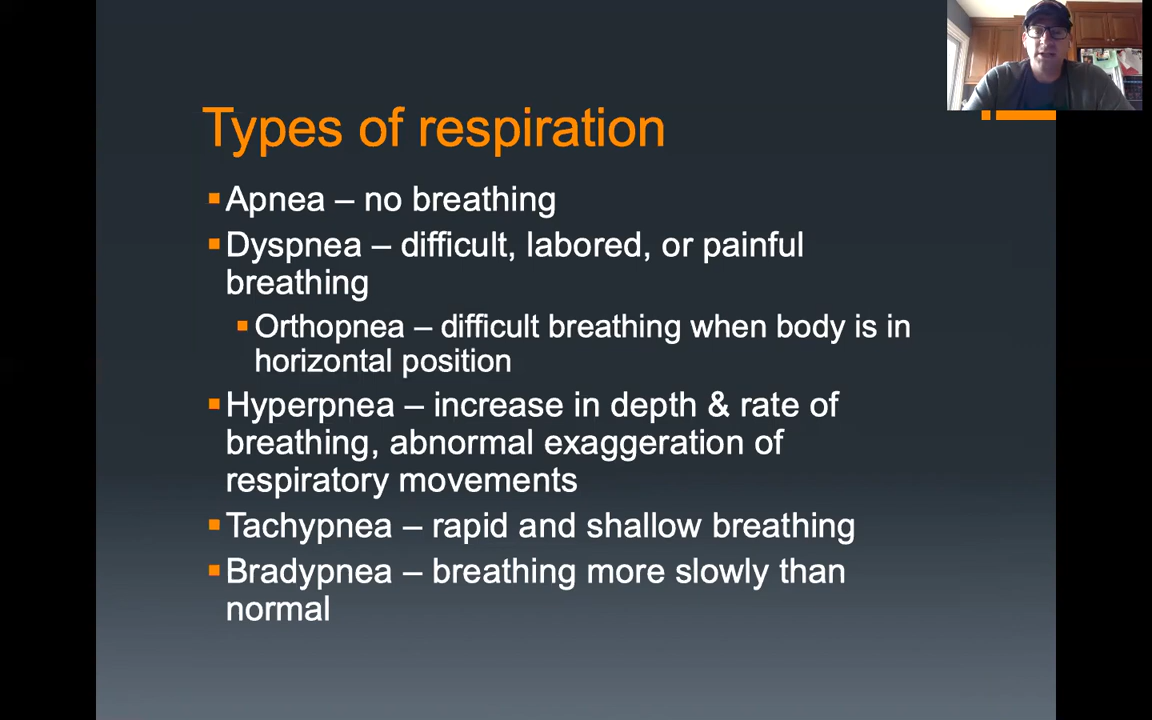 Types of respiration
Apnea – no breathing
Dyspnea – difficult, labored, or painful
breathing
Orthopnea – difficult breathing when body is in
horizontal position
Hyperpnea – increase in depth & rate of
breathing, abnormal exaggeration of
respiratory movements
Tachypnea – rapid and shallow breathing
Bradypnea – breathing more slowly than
normal